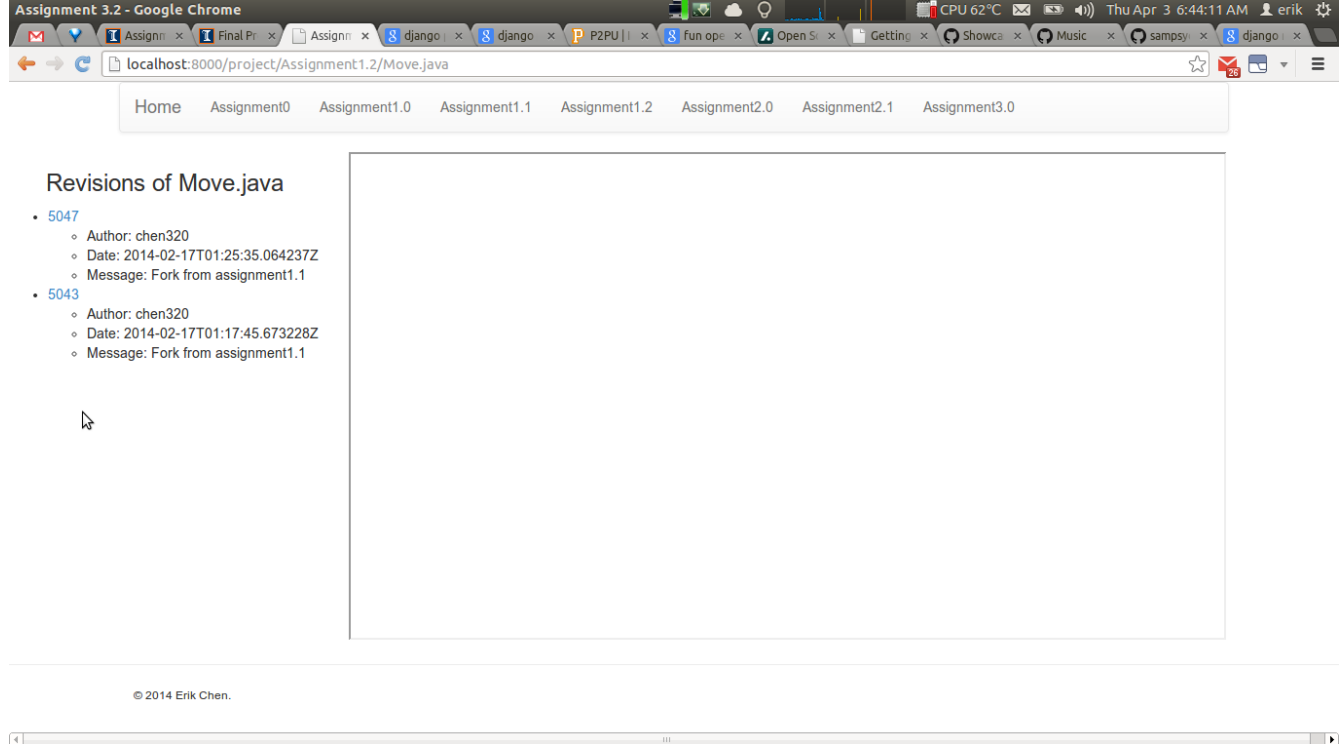 Assignment 3.2 - Google Chrome
CPU 62°C Thu Apr 3 6:44:11 AM erik
Assignm Final Pr Assignm django django P2PU | fun ope Open So Getting Showca Music sampsy django
localhost:8000/project/Assignment1.2/Move.java
26
Home Assignment0 Assignment1.0 Assignment1.1 Assignment1.2 Assignment2.0 Assignment2.1 Assignment3.0
Revisions of Move.java
5047
Author: chen320
Date: 2014-02-17T01:25:35.064237Z
Message: Fork from assignment1.1
5043
Author: chen320
Date: 2014-02-17T01:17:45.673228Z
Message: Fork from assignment1.1
© 2014 Erik Chen.